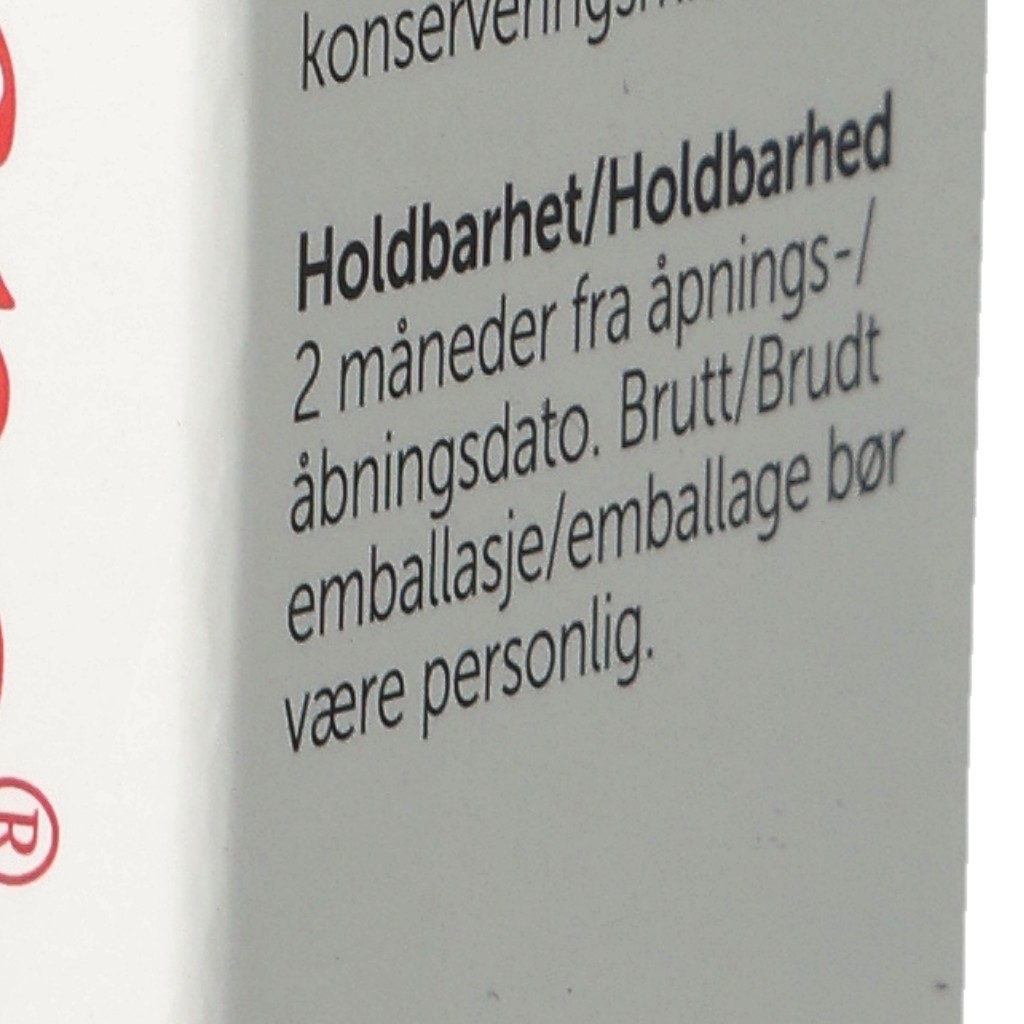 Holdbarhet/Holdbarhed
2 måneder fra åpnings-/
åbningsdato. Brutt/Brudt
emballasje/emballage bør
være personlig.
®